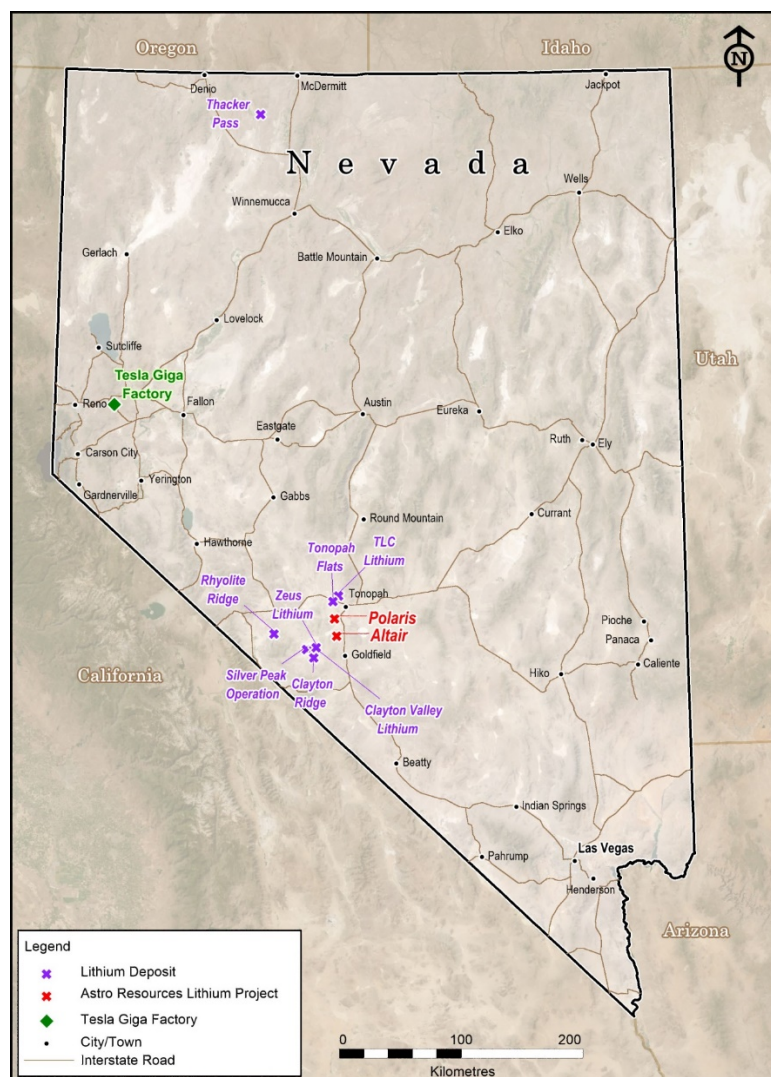 Oregon
Idaho
N
Denio
McDermitt
Jackpot
Thacker
Pass
Nevada
Wells
Winnemucca
Elko
Gerlach
Battle Mountain
Lovelock
Sutcliffe
Utah
Tesla Giga
Factory
Reno
Fallon
Austin
Eureka
Eastgate
Ruth
Ely
Carson City
Gardnerville
Yerington
Gabbs
Round Mountain
Currant
Hawthorne
Tonopah
Flats
TLC
Lithium
Rhyolite
Ridge
Zeus
Lithium
Tonopah
Polaris
Altair
Pioche
Panaca
Goldfield
Caliente
Hiko
California
Silver Peak
Operation
Clayton
Ridge
Clayton Valley
Lithium
Beatty
Indian Springs
Pahrump
Las Vegas
Henderson
Arizona
Legend
Lithium Deposit
Astro Resources Lithium Project
Tesla Giga Factory
City/Town
Interstate Road
0 100 200
Kilometres